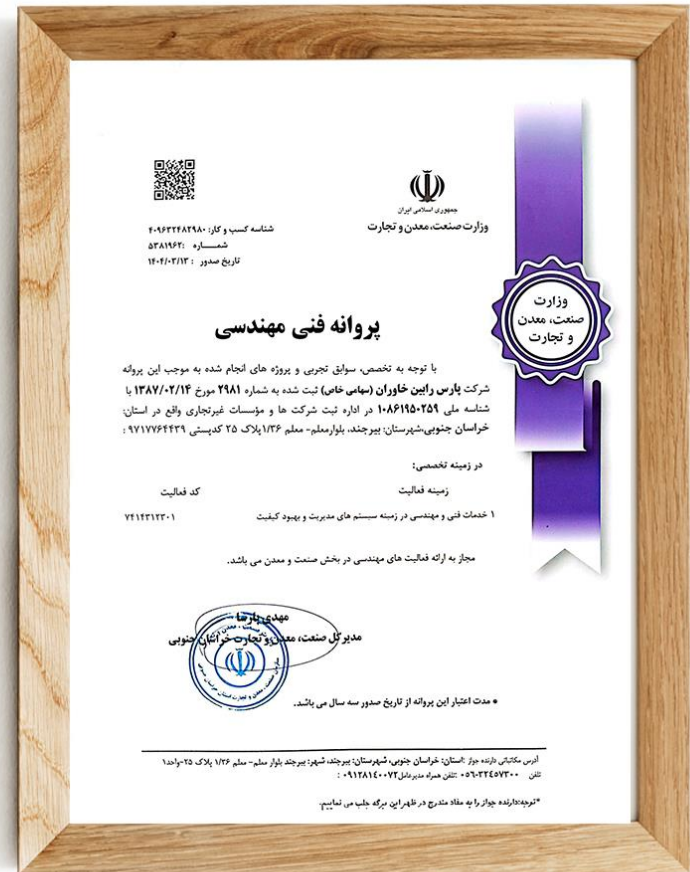 جمهوری اسلامی ایران
وزارت صنعت، معدن و تجارت
شناسه کسب و کار: ۴۰۹۶۳۲۴۸۲۹۸۰
شمـــــاره : ۵۳۸۱۹۶۲
تاریخ صدور : ۱۴۰۴/۰۳/۱۳
وزارت
صنعت، معدن
و تجارت
پروانه فنی مهندسی
با توجه به تخصص، سوابق تجربی و پروژه های انجام شده به موجب این پروانه
شرکت پارس رابین خاوران (سهامی خاص) ثبت شده به شماره ۲۹۸۱ مورخ ۱۳۸۷/۰۲/۱۴ با
شناسه ملی ۱۰۸۶۱۹۵۰۲۵۹ در اداره ثبت شرکت ها و مؤسسات غیرتجاری واقع در استان:
خراسان جنوبی،شهرستان: بیرجند، بلوارمعلم- معلم ۱/۳۶پلاک ۲۵ کدپستی ۹۷۱۷۷۶۴۴۳۹ :
در زمینه تخصصی:
زمینه فعالیت
کد فعالیت
۱ خدمات فنی و مهندسی در زمینه سیستم های مدیریت و بهبود کیفیت
۷۴۱۴۳۱۲۳۰۱
مجاز به ارائه فعالیت های مهندسی در بخش صنعت و معدن می باشد.
مهدی پارسا
مدیرکل صنعت، معدن و تجارت خراسان جنوبی
• مدت اعتبار این پروانه از تاریخ صدور سه سال می باشد.
آدرس مکاتباتی دارنده جواز :استان: خراسان جنوبی، شهرستان: بیرجند، شهر: بیرجند بلوار معلم- معلم ۱/۳۶ پلاک ۲۵-واحد۱
تلفن ۳۲٤٥۷۳۰۰-۰۵۶ :تلفن همراه مدیرعامل۰۹۱۲۸۱٤۰۰۷۲ :
*توجه:دارنده جواز را به مفاد مندرج در ظهر این برگه جلب می نماییم.